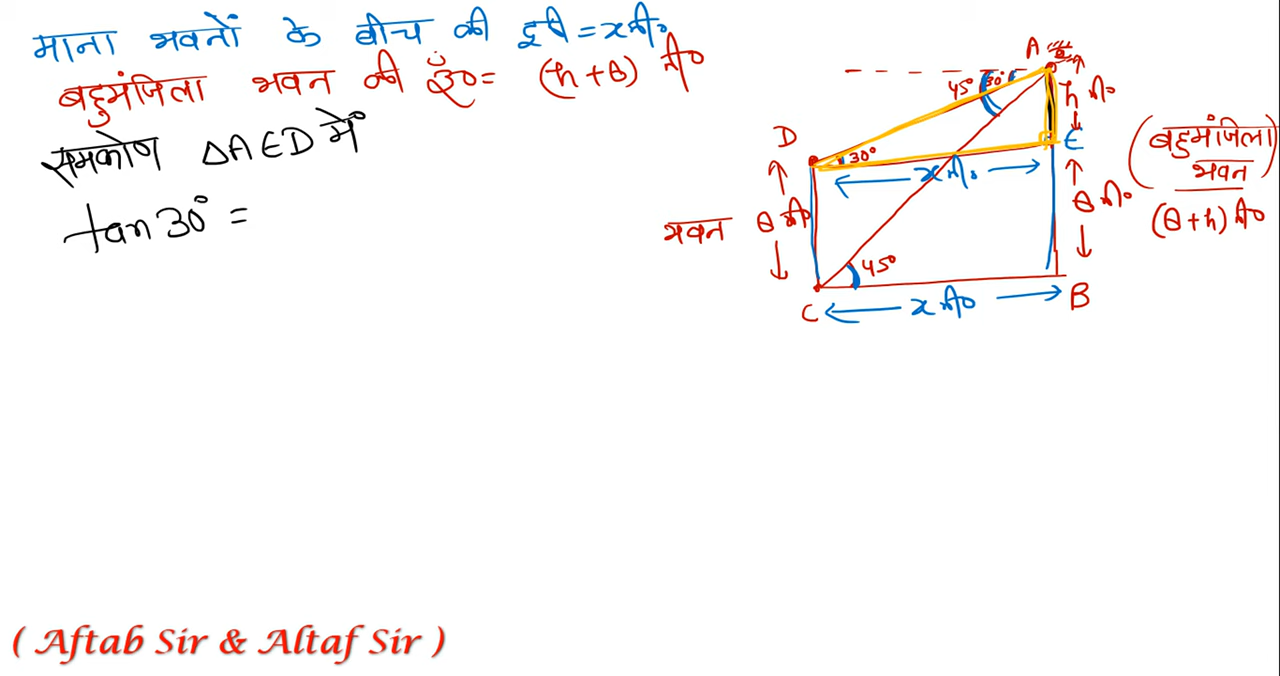 माना भवनों के बीच की दूरी = x मी०
बहुमंजिला भवन की ऊँ० = (h + 8) मी०
समकोण △AED में
tan 30° =
A
h मी०
45° 30°
D
30°
E
x मी०
(बहुमंजिला भवन)
(8+h) मी०
भवन 8 मी०
8 मी०
45°
C
x मी०
B
( Aftab Sir & Altaf Sir )